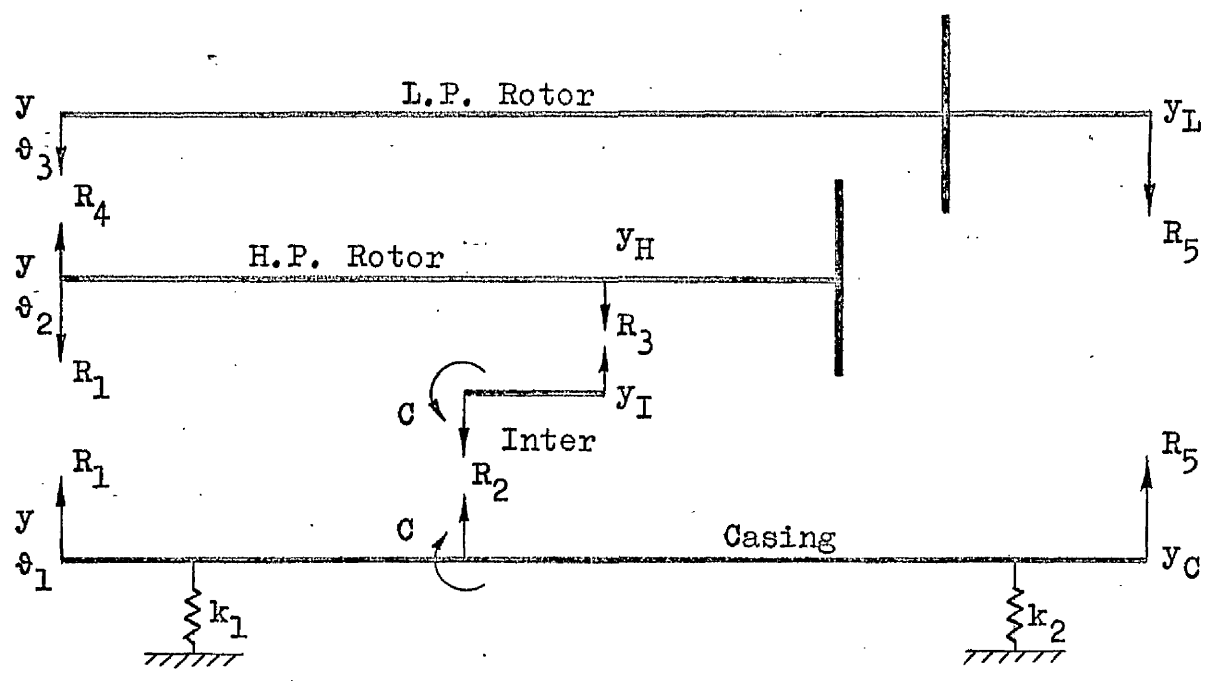 L.P. Rotor
y
y_L
ϑ_3
R_4
R_5
H.P. Rotor
y_H
y
ϑ_2
R_3
R_1
y_I
C
Inter
R_1
R_2
R_5
y
C
Casing
ϑ_1
y_C
k_1
k_2